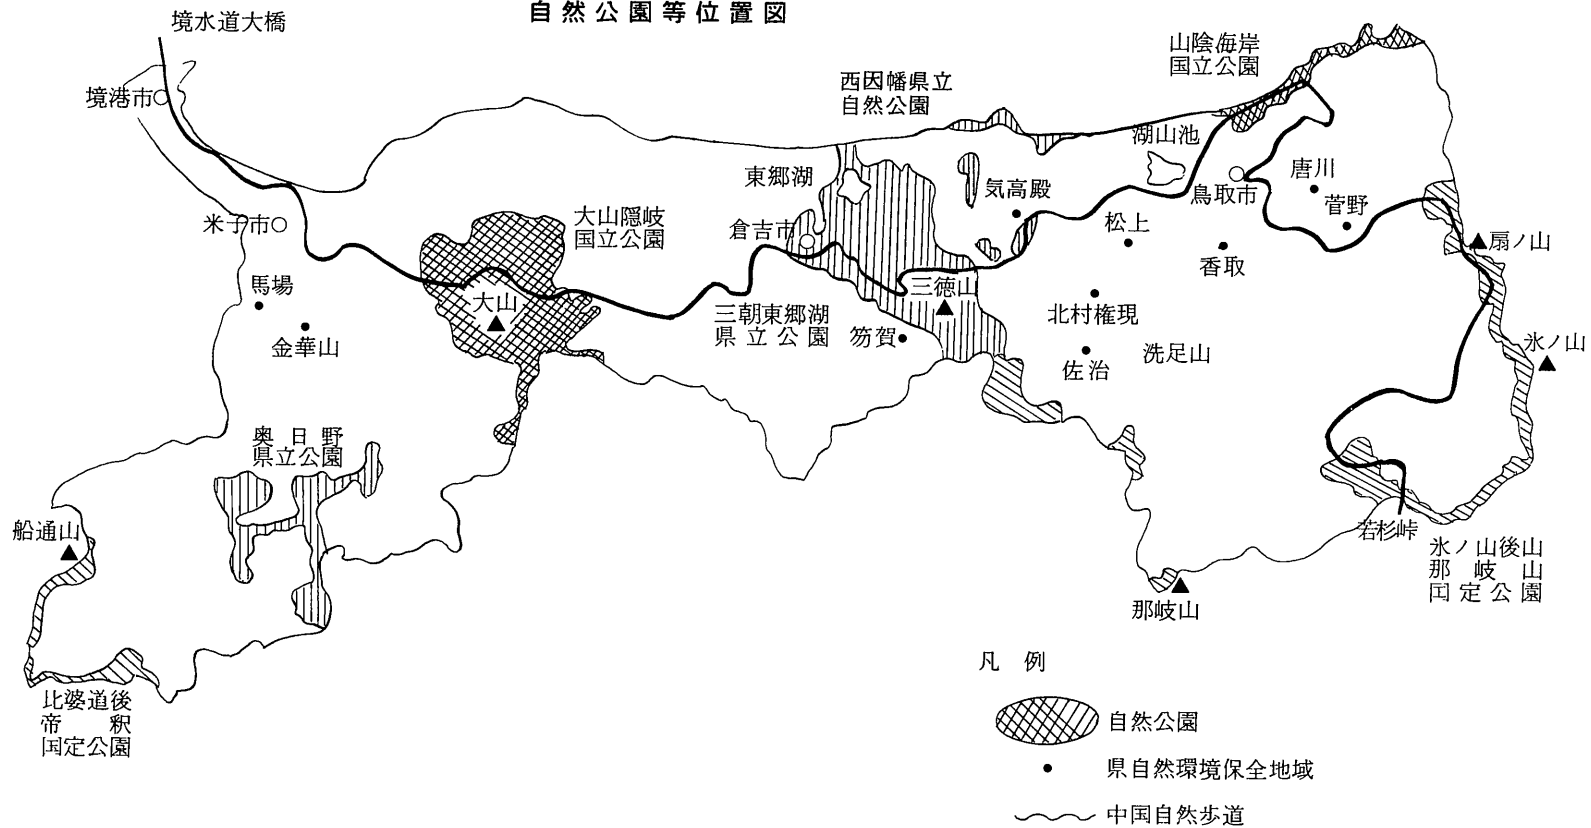 自然公園等位置図
境水道大橋
境港市
米子市
馬場
金華山
大山
大山隠岐
国立公園
奥日野
県立公園
船通山
比婆道後
帝釈
国定公園
西因幡県立
自然公園
東郷湖
倉吉市
三朝東郷湖
県立公園
三徳山
笏賀
気高殿
山陰海岸
国立公園
湖山池
鳥取市
唐川
菅野
松上
香取
北村権現
佐治
洗足山
扇ノ山
氷ノ山
若杉峠
那岐山
氷ノ山後山
那岐山
国定公園
凡例
自然公園
県自然環境保全地域
中国自然歩道